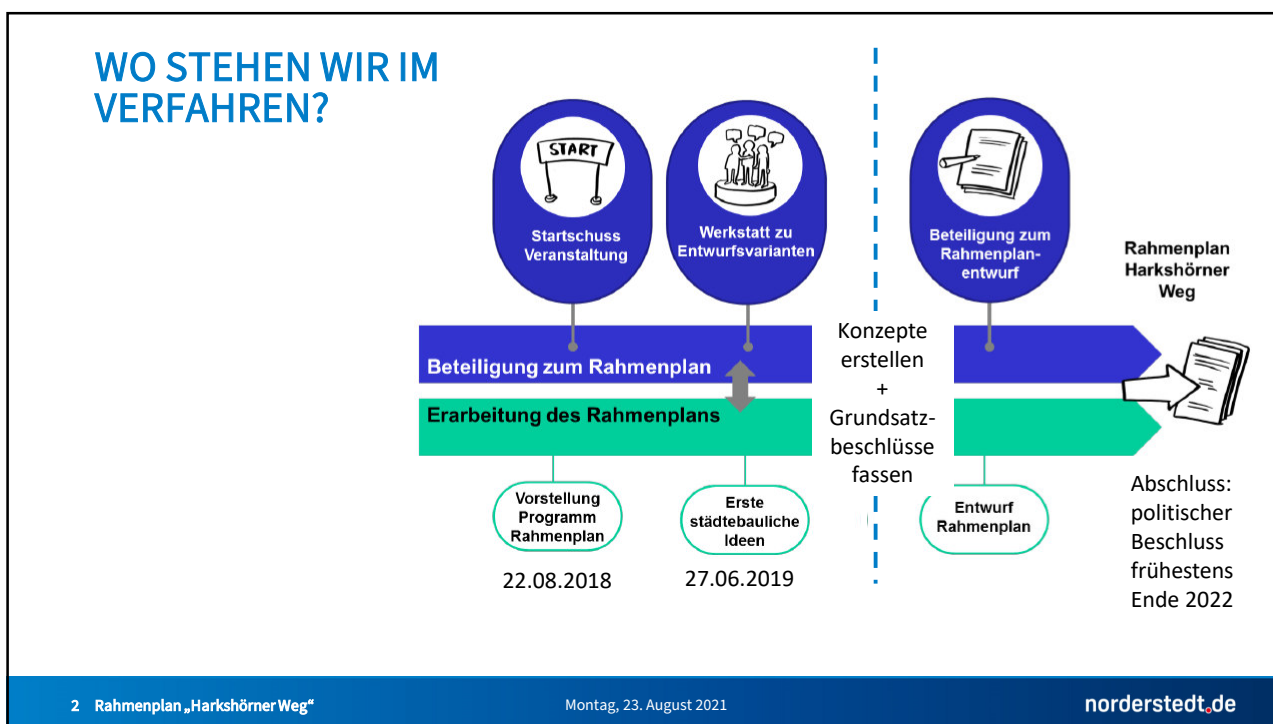 WO STEHEN WIR IM
VERFAHREN?
START
Startschuss
Veranstaltung
Werkstatt zu
Entwurfsvarianten
Beteiligung zum
Rahmenplan-
entwurf
Rahmenplan
Harkshörner
Weg
Beteiligung zum Rahmenplan
Erarbeitung des Rahmenplans
Konzepte
erstellen
+
Grundsatz-
beschlüsse
fassen
Vorstellung
Programm
Rahmenplan
22.08.2018
Erste
städtebauliche
Ideen
27.06.2019
Entwurf
Rahmenplan
Abschluss:
politischer
Beschluss
frühestens
Ende 2022
2 Rahmenplan „Harkshörner Weg“
Montag, 23. August 2021
norderstedt.de